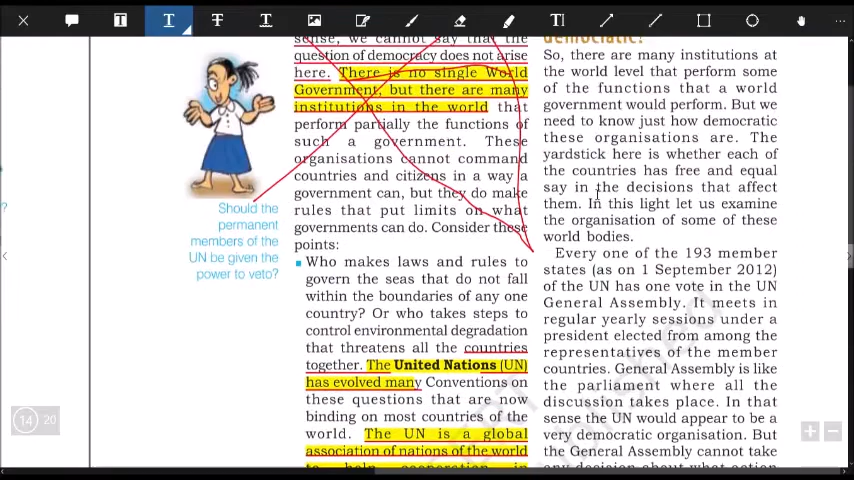 sense, we cannot say that the
question of democracy does not arise
here. There is no single World
Government, but there are many
institutions in the world that
perform partially the functions of
such a government. These
organisations cannot command
countries and citizens in a way a
government can, but they do make
rules that put limits on what
governments can do. Consider these
points:
Who makes laws and rules to
govern the seas that do not fall
within the boundaries of any one
country? Or who takes steps to
control environmental degradation
that threatens all the countries
together. The United Nations (UN)
has evolved many Conventions on
these questions that are now
binding on most countries of the
world. The UN is a global
association of nations of the world
to help cooperation in
Should the
permanent
members of the
UN be given the
power to veto?
democratic?
So, there are many institutions at
the world level that perform some
of the functions that a world
government would perform. But we
need to know just how democratic
these organisations are. The
yardstick here is whether each of
the countries has free and equal
say in the decisions that affect
them. In this light let us examine
the organisation of some of these
world bodies.
Every one of the 193 member
states (as on 1 September 2012)
of the UN has one vote in the UN
General Assembly. It meets in
regular yearly sessions under a
president elected from among the
representatives of the member
countries. General Assembly is like
the parliament where all the
discussion takes place. In that
sense the UN would appear to be a
very democratic organisation. But
the General Assembly cannot take
any decision about what action
?
14 20
T T T T TI